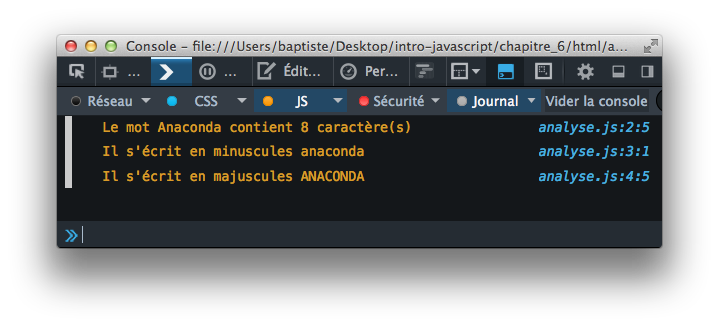 Console - file:///Users/baptiste/Desktop/intro-javascript/chapitre_6/html/a...
... ... Édit... Per...
Réseau CSS JS Sécurité Journal Vider la console
Le mot Anaconda contient 8 caractère(s) analyse.js:2:5
Il s'écrit en minuscules anaconda analyse.js:3:1
Il s'écrit en majuscules ANACONDA analyse.js:4:5